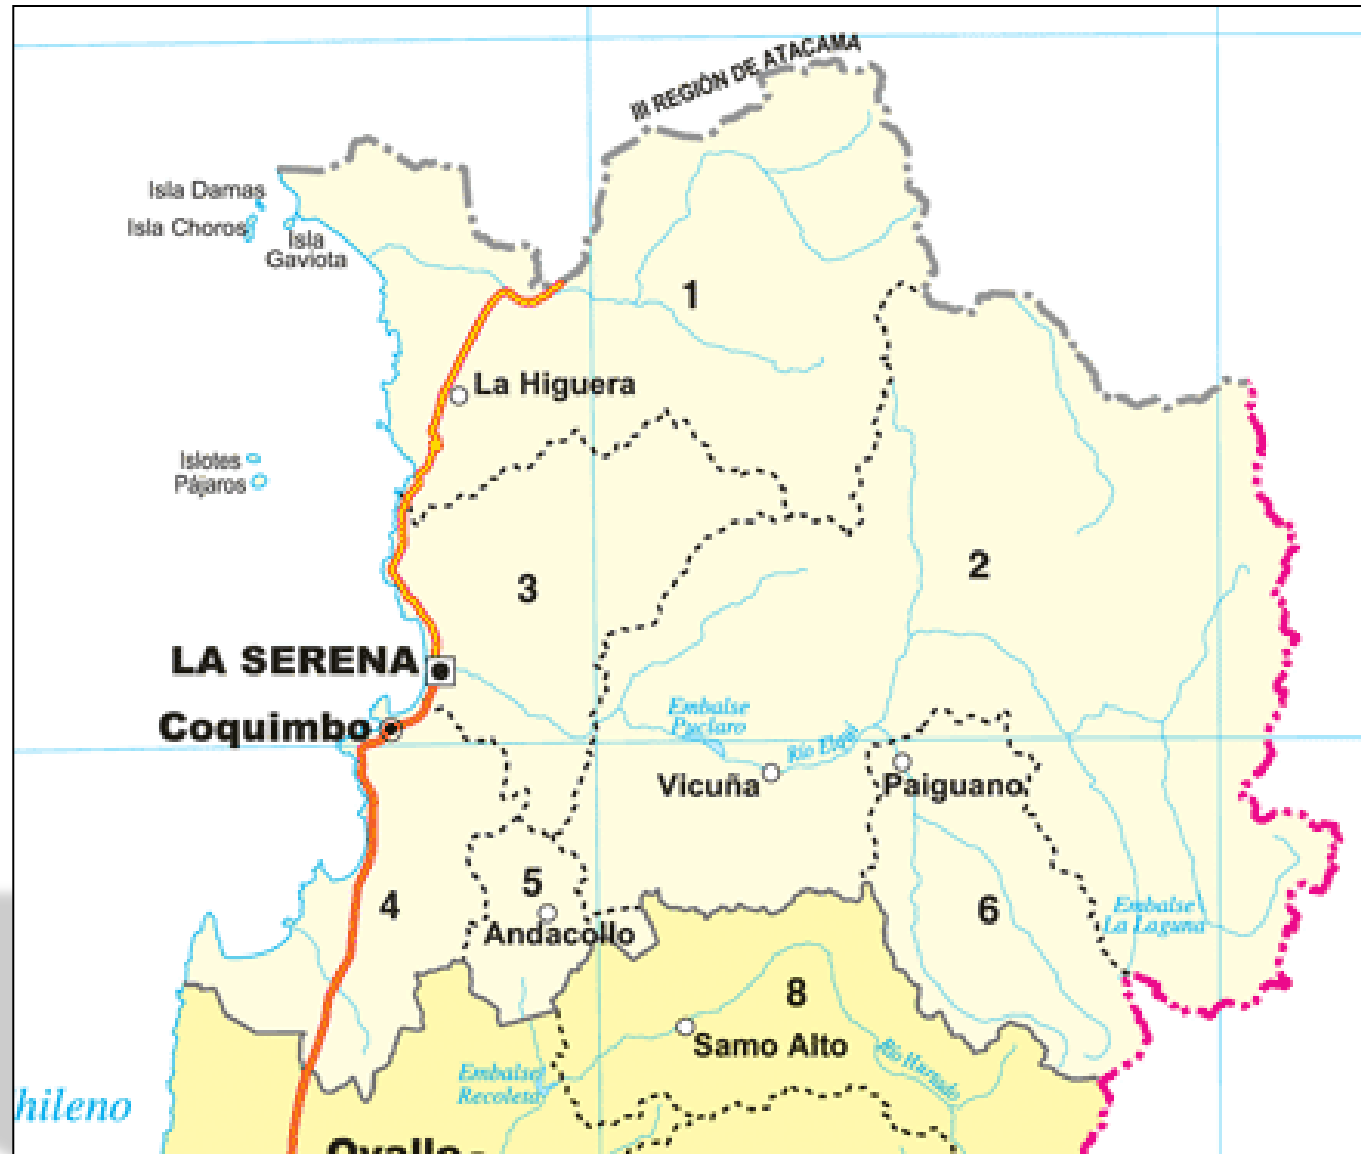 III REGIÓN DE ATACAMA
Isla Damas
Isla Choros
Isla
Gaviota
1
La Higuera
Islotes
Pájaros
2
3
LA SERENA
Coquimbo
Embalse
Puclaro
Río Elqui
Vicuña
Paiguano
5
4
6
Andacollo
Embalse
La Laguna
8
Samo Alto
Río Hurtado
Embalse
Recoleta
hileno
Ovalle